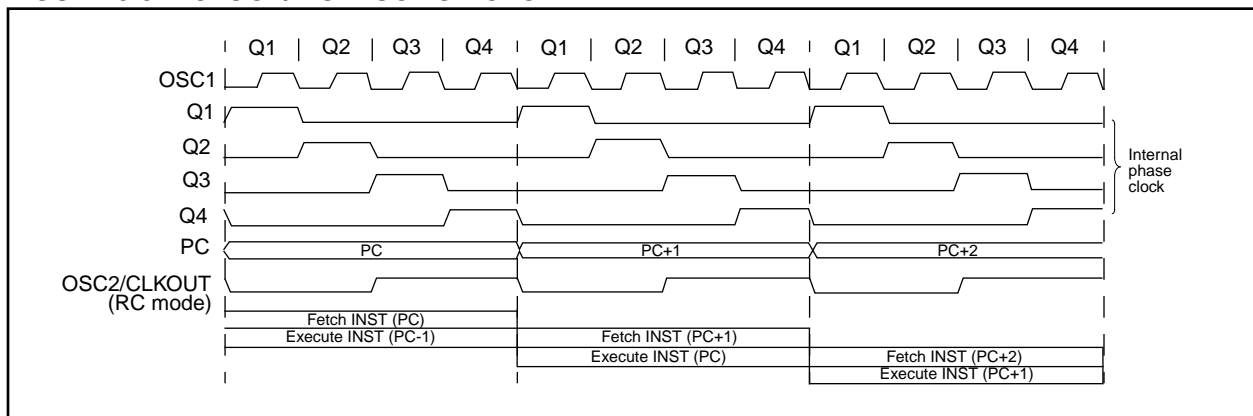 Q1 | Q2 | Q3 | Q4 | Q1 | Q2 | Q3 | Q4 | Q1 | Q2 | Q3 | Q4
OSC1
Q1
Q2
Q3
Q4
Internal
phase
clock
PC
PC PC+1 PC+2
OSC2/CLKOUT
(RC mode)
Fetch INST (PC)
Execute INST (PC-1) Fetch INST (PC+1)
Execute INST (PC) Fetch INST (PC+2)
Execute INST (PC+1)